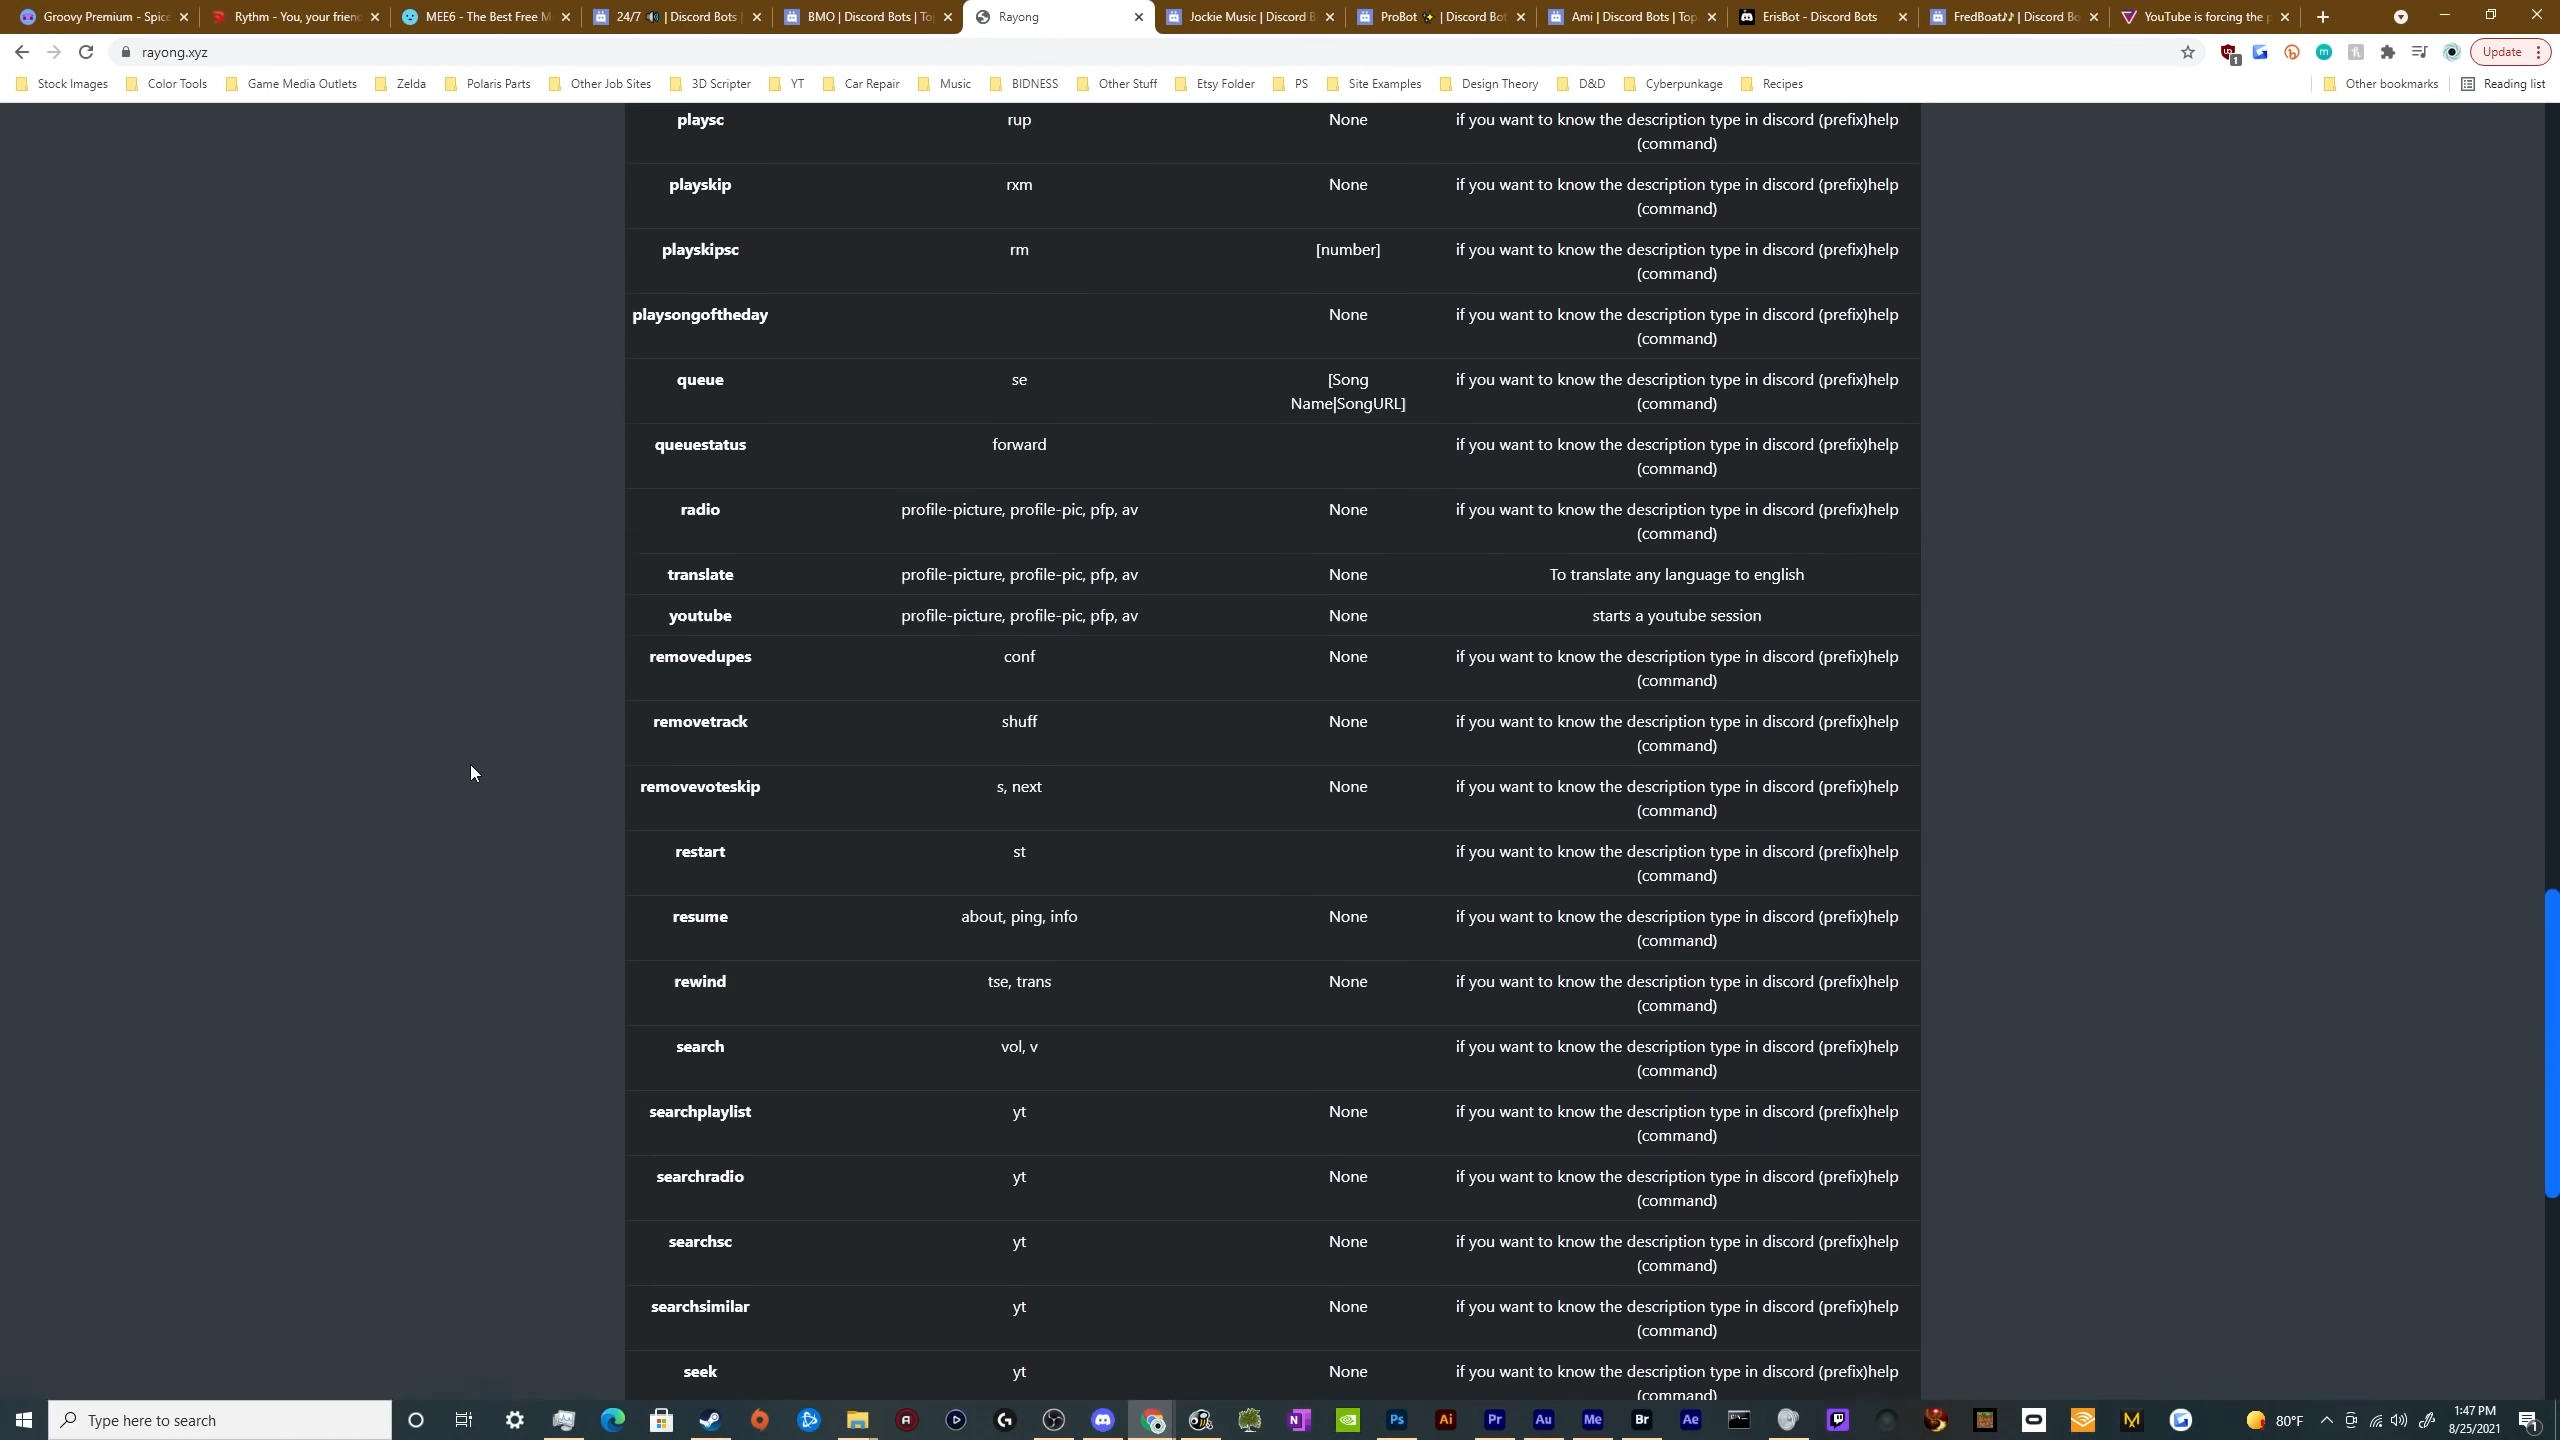 Groovy Premium - Spice
Rythm - You, your frien
MEE6 - The Best Free M
24/7 🔊 | Discord Bots
BMO | Discord Bots | To
Rayong
Jockie Music | Discord B
ProBot ✨ | Discord Bot
Ami | Discord Bots | Top
ErisBot - Discord Bots
FredBoat♪♪ | Discord Bo
YouTube is forcing the p
rayong.xyz
Update
Stock Images
Color Tools
Game Media Outlets
Zelda
Polaris Parts
Other Job Sites
3D Scripter
YT
Car Repair
Music
BIDNESS
Other Stuff
Etsy Folder
PS
Site Examples
Design Theory
D&D
Cyberpunkage
Recipes
Other bookmarks
Reading list
playsc rup None if you want to know the description type in discord (prefix)help
(command)
playskip rxm None if you want to know the description type in discord (prefix)help
(command)
playskipsc rm [number] if you want to know the description type in discord (prefix)help
(command)
playsongoftheday None if you want to know the description type in discord (prefix)help
(command)
queue se [Song if you want to know the description type in discord (prefix)help
Name|SongURL] (command)
queuestatus forward if you want to know the description type in discord (prefix)help
(command)
radio profile-picture, profile-pic, pfp, av None if you want to know the description type in discord (prefix)help
(command)
translate profile-picture, profile-pic, pfp, av None To translate any language to english
youtube profile-picture, profile-pic, pfp, av None starts a youtube session
removedupes conf None if you want to know the description type in discord (prefix)help
(command)
removetrack shuff None if you want to know the description type in discord (prefix)help
(command)
removevoteskip s, next None if you want to know the description type in discord (prefix)help
(command)
restart st if you want to know the description type in discord (prefix)help
(command)
resume about, ping, info None if you want to know the description type in discord (prefix)help
(command)
rewind tse, trans None if you want to know the description type in discord (prefix)help
(command)
search vol, v if you want to know the description type in discord (prefix)help
(command)
searchplaylist yt None if you want to know the description type in discord (prefix)help
(command)
searchradio yt None if you want to know the description type in discord (prefix)help
(command)
searchsc yt None if you want to know the description type in discord (prefix)help
(command)
searchsimilar yt None if you want to know the description type in discord (prefix)help
(command)
seek yt None if you want to know the description type in discord (prefix)help
(command)
Type here to search
Ps
Ai
Pr
Au
Me
Br
Ae
80°F
1:47 PM
8/25/2021